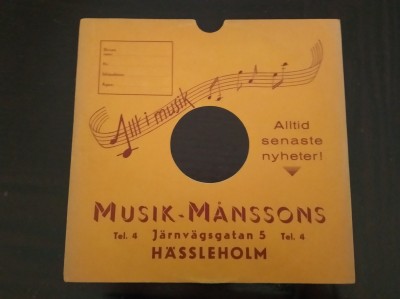 Allt i musik
Alltid
senaste
nyheter!
MUSIK-MÅNSSONS
Tel. 4 Järnvägsgatan 5 Tel. 4
HÄSSLEHOLM